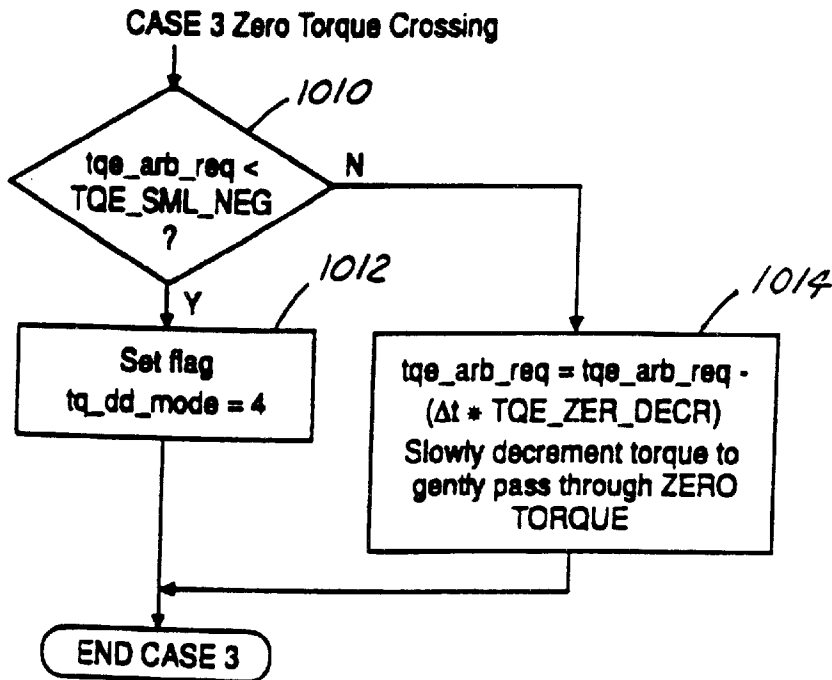 CASE 3 Zero Torque Crossing
1010
tqe_arb_req <
TQE_SML_NEG
?
N
Y
1012
Set flag
tq_dd_mode = 4
1014
tqe_arb_req = tqe_arb_req -
(Δt * TQE_ZER_DECR)
Slowly decrement torque to
gently pass through ZERO
TORQUE
END CASE 3